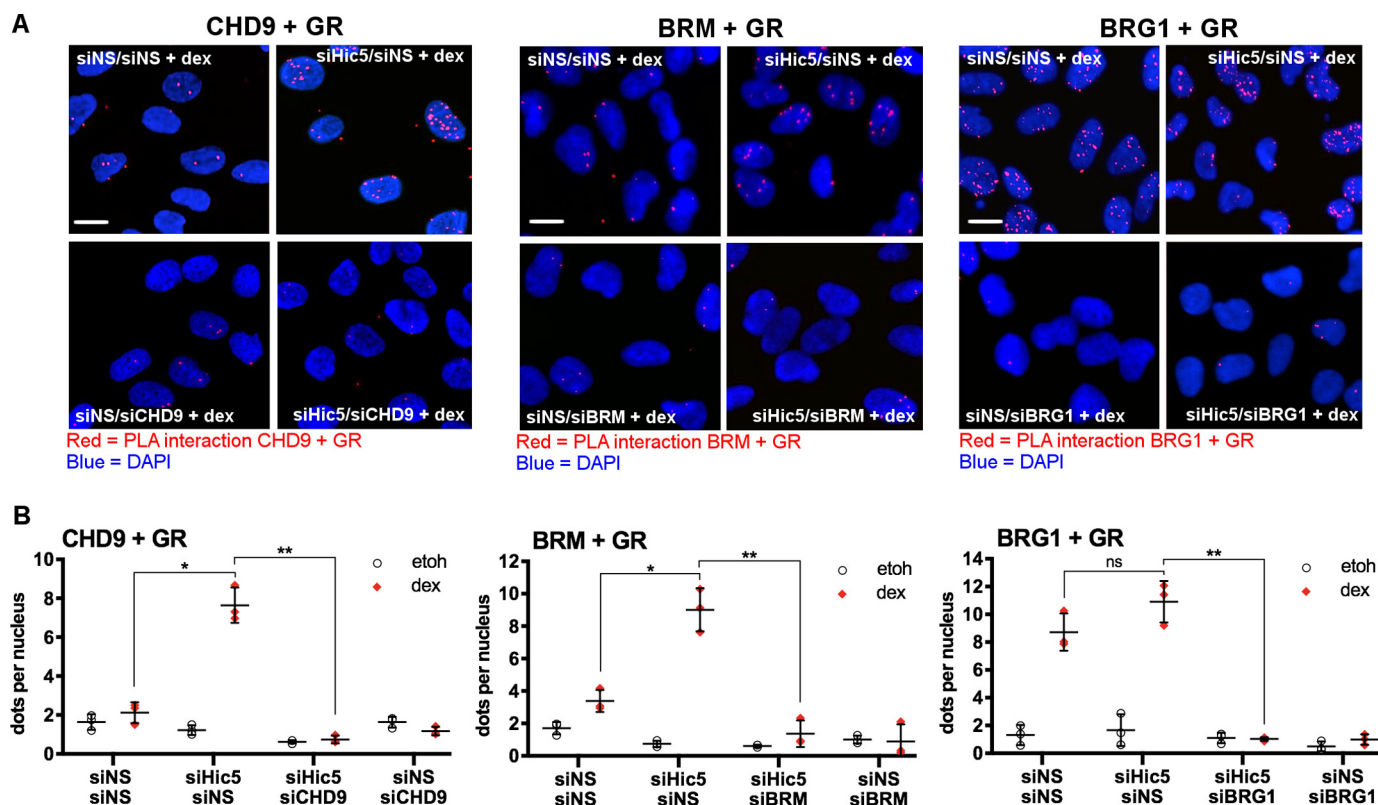 A
CHD9 + GR
BRM + GR
BRG1 + GR
siNS/siNS + dex
siHic5/siNS + dex
siNS/siNS + dex
siHic5/siNS + dex
siNS/siNS + dex
siHic5/siNS + dex
siNS/siCHD9 + dex
siHic5/siCHD9 + dex
siNS/siBRM + dex
siHic5/siBRM + dex
siNS/siBRG1 + dex
siHic5/siBRG1 + dex
Red = PLA interaction CHD9 + GR
Blue = DAPI
Red = PLA interaction BRM + GR
Blue = DAPI
Red = PLA interaction BRG1 + GR
Blue = DAPI
B
CHD9 + GR
dots per nucleus
10
8
6
4
2
0
*
**
etoh
dex
siNS siHic5 siHic5 siNS
siNS siNS siCHD9 siCHD9
BRM + GR
dots per nucleus
12
10
8
6
4
2
0
*
**
etoh
dex
siNS siHic5 siHic5 siNS
siNS siNS siBRM siBRM
BRG1 + GR
dots per nucleus
14
12
10
8
6
4
2
0
ns
**
etoh
dex
siNS siHic5 siHic5 siNS
siNS siNS siBRG1 siBRG1